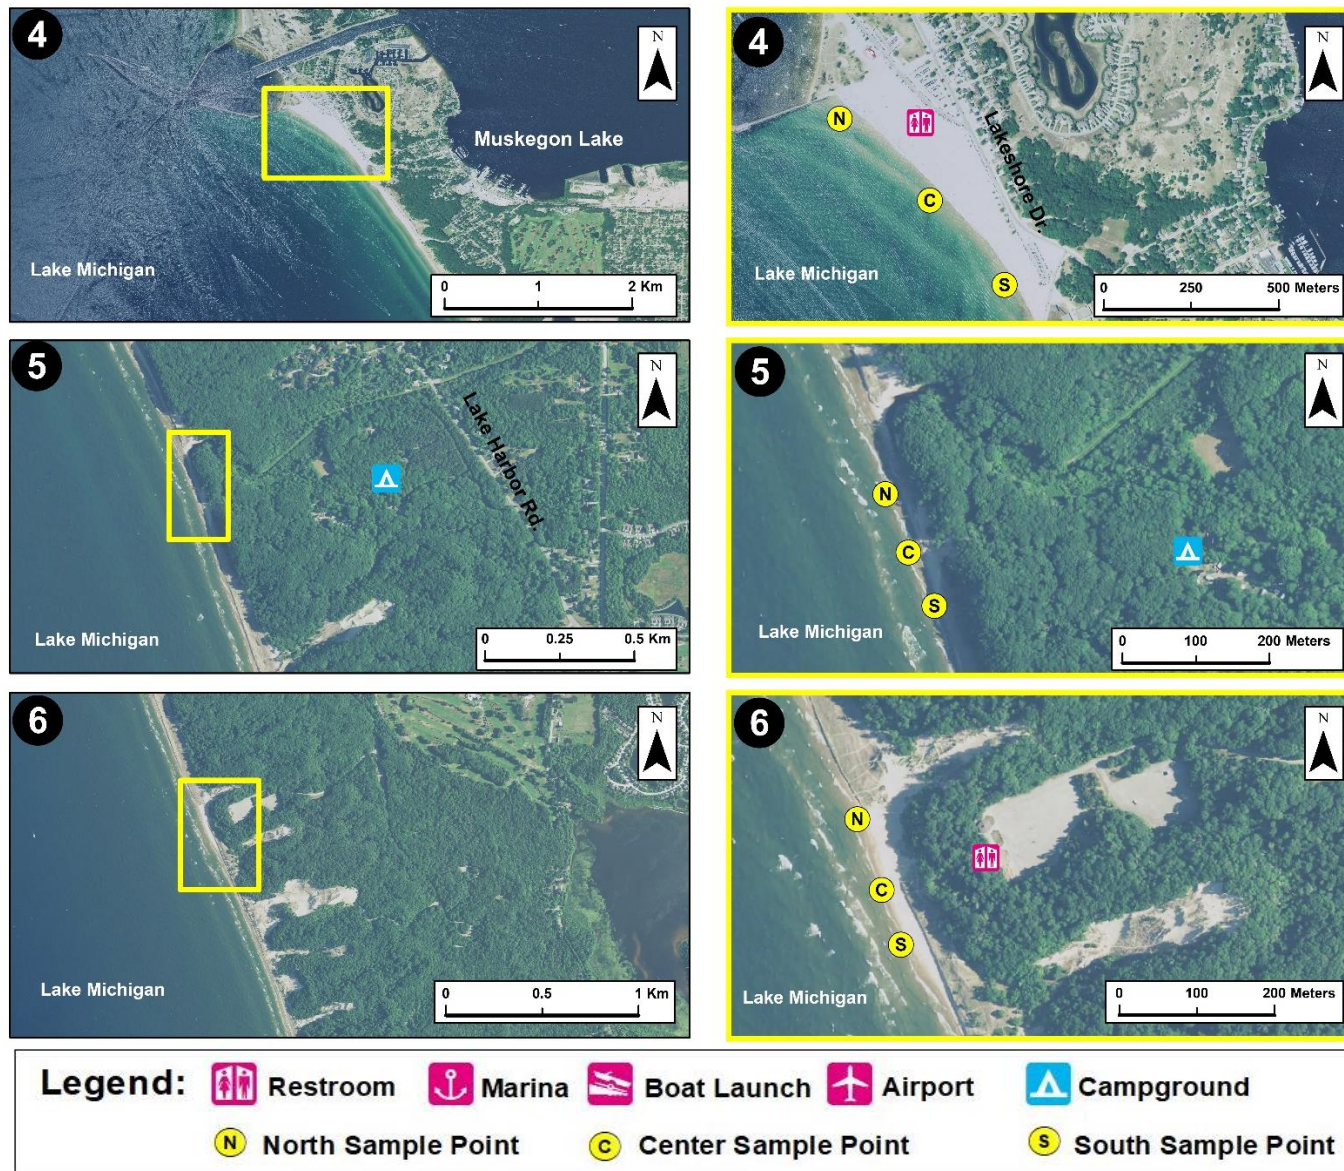 4
N
Muskegon Lake
Lake Michigan
0 1 2 Km
4
N
N
Lakeshore Dr.
C
S
Lake Michigan
0 250 500 Meters
5
N
Lake Harbor Rd.
Lake Michigan
0 0.25 0.5 Km
5
N
N
C
S
Lake Michigan
0 100 200 Meters
6
N
Lake Michigan
0 0.5 1 Km
6
N
N
C
S
Lake Michigan
0 100 200 Meters
Legend: Restroom Marina Boat Launch Airport Campground
N North Sample Point C Center Sample Point S South Sample Point